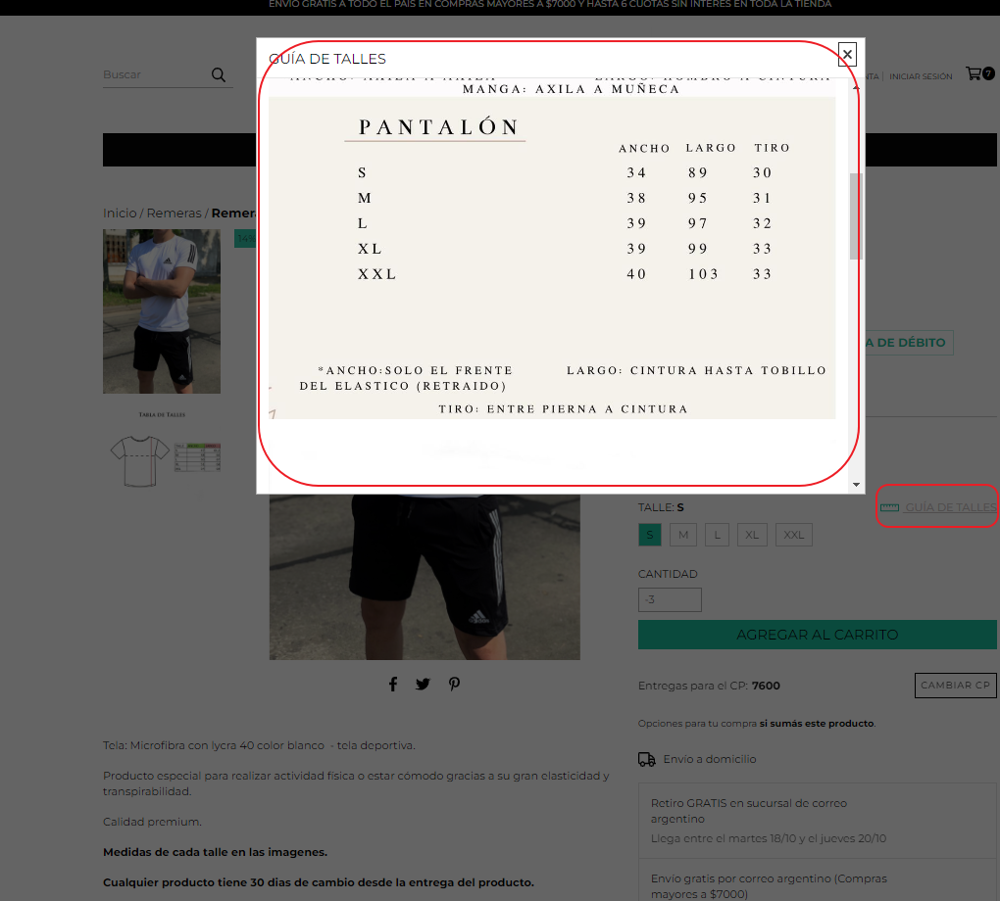 ENVIO GRATIS A TODO EL PAIS EN COMPRAS MAYORES A $7000 Y HASTA 6 CUOTAS SIN INTERES EN TODA LA TIENDA
GUÍA DE TALLES
Buscar
INICIAR SESIÓN
7
ANCHO: AXILA A AXILA
LARGO: HOMBRO A CINTURA
MANGA: AXILA A MUÑECA
PANTALÓN
ANCHO LARGO TIRO
S 34 89 30
M 38 95 31
L 39 97 32
XL 39 99 33
XXL 40 103 33
*ANCHO:SOLO EL FRENTE
DEL ELASTICO (RETRAIDO)
LARGO: CINTURA HASTA TOBILLO
TIRO: ENTRE PIERNA A CINTURA
Inicio / Remeras / Remera
14%
A DE DÉBITO
TABLA DE TALLES
TALLE: S
GUÍA DE TALLES
S M L XL XXL
CANTIDAD
-3
AGREGAR AL CARRITO
adidas
Entregas para el CP: 7600
CAMBIAR CP
Opciones para tu compra si sumás este producto.
Envío a domicilio
Retiro GRATIS en sucursal de correo
argentino
Llega entre el martes 18/10 y el jueves 20/10
Envío gratis por correo argentino (Compras
mayores a $7000)
Tela: Microfibra con lycra 40 color blanco - tela deportiva.
Producto especial para realizar actividad física o estar cómodo gracias a su gran elasticidad y
transpirabilidad.
Calidad premium.
Medidas de cada talle en las imagenes.
Cualquier producto tiene 30 dias de cambio desde la entrega del producto.